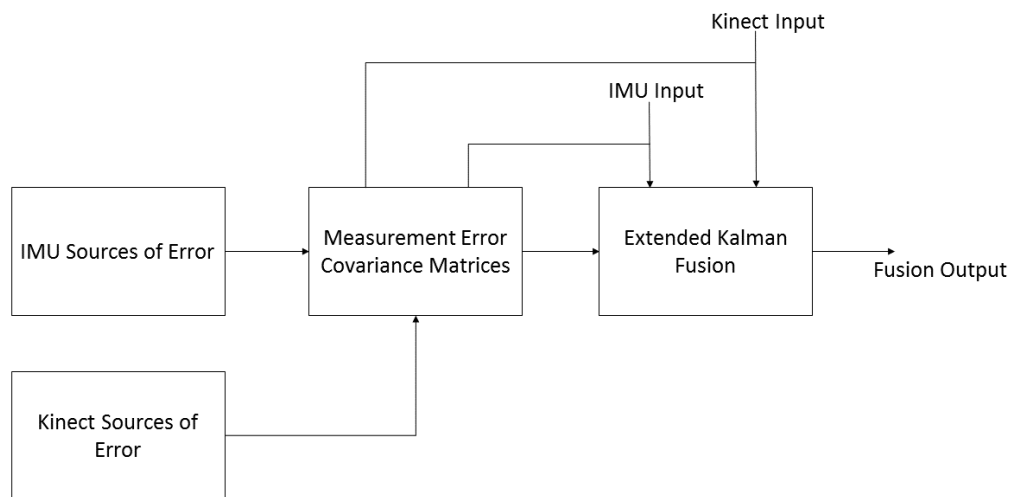 Kinect Input
IMU Input
IMU Sources of Error
Measurement Error
Covariance Matrices
Extended Kalman
Fusion
Fusion Output
Kinect Sources of
Error